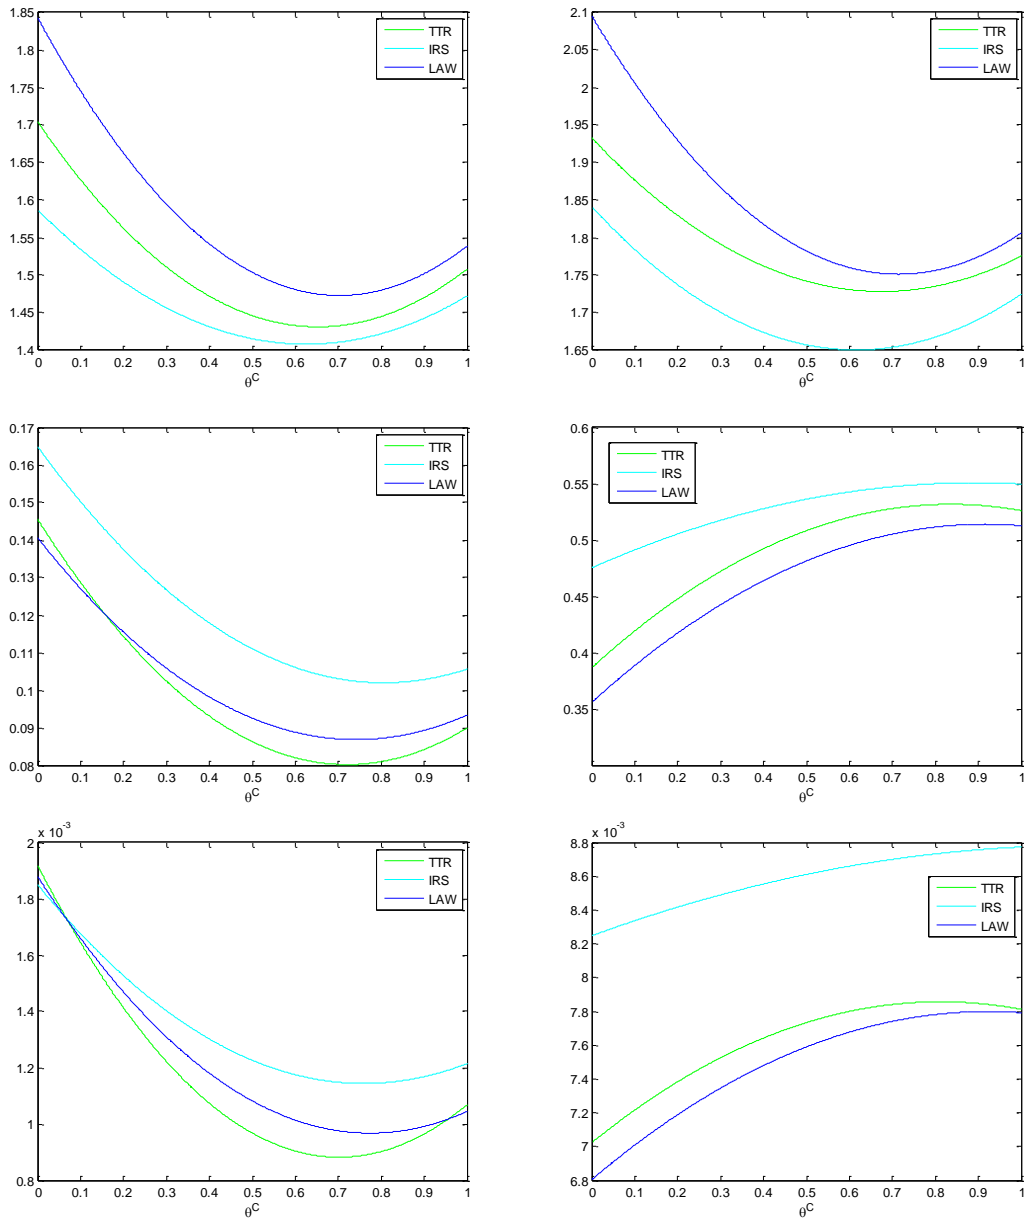 1.85
1.8
1.75
1.7
1.65
1.6
1.55
1.5
1.45
1.4
0 0.1 0.2 0.3 0.4 0.5 0.6 0.7 0.8 0.9 1
θ^C
TTR
IRS
LAW
2.1
2.05
2
1.95
1.9
1.85
1.8
1.75
1.7
1.65
0 0.1 0.2 0.3 0.4 0.5 0.6 0.7 0.8 0.9 1
θ^C
TTR
IRS
LAW
0.17
0.16
0.15
0.14
0.13
0.12
0.11
0.1
0.09
0.08
0 0.1 0.2 0.3 0.4 0.5 0.6 0.7 0.8 0.9 1
θ^C
TTR
IRS
LAW
0.6
0.55
0.5
0.45
0.4
0.35
0 0.1 0.2 0.3 0.4 0.5 0.6 0.7 0.8 0.9 1
θ^C
TTR
IRS
LAW
x 10^-3
2
1.8
1.6
1.4
1.2
1
0.8
0 0.1 0.2 0.3 0.4 0.5 0.6 0.7 0.8 0.9 1
θ^C
TTR
IRS
LAW
x 10^-3
8.8
8.6
8.4
8.2
8
7.8
7.6
7.4
7.2
7
6.8
0 0.1 0.2 0.3 0.4 0.5 0.6 0.7 0.8 0.9 1
θ^C
TTR
IRS
LAW